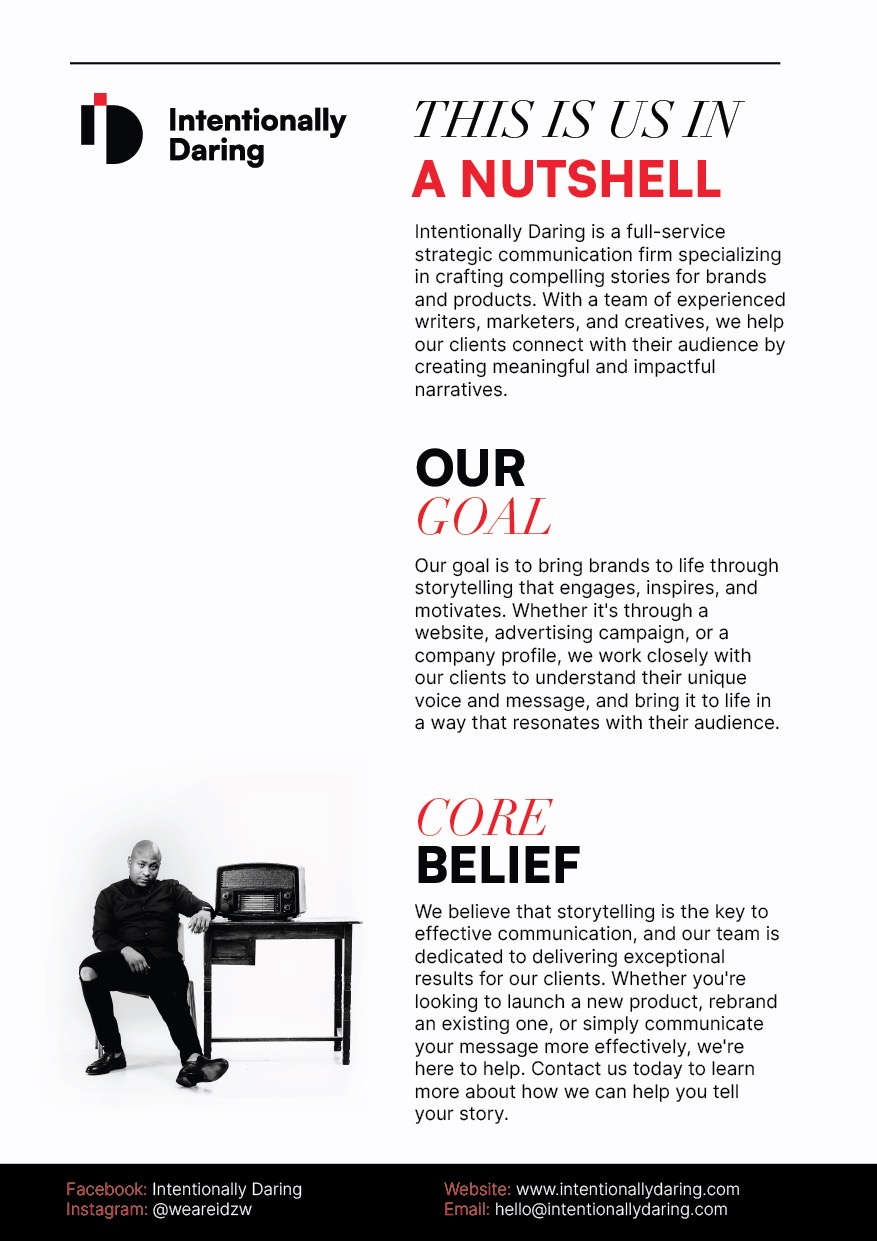 Intentionally
Daring
THIS IS US IN
A NUTSHELL
Intentionally Daring is a full-service
strategic communication firm specializing
in crafting compelling stories for brands
and products. With a team of experienced
writers, marketers, and creatives, we help
our clients connect with their audience by
creating meaningful and impactful
narratives.
OUR
GOAL
Our goal is to bring brands to life through
storytelling that engages, inspires, and
motivates. Whether it's through a
website, advertising campaign, or a
company profile, we work closely with
our clients to understand their unique
voice and message, and bring it to life in
a way that resonates with their audience.
CORE
BELIEF
We believe that storytelling is the key to
effective communication, and our team is
dedicated to delivering exceptional
results for our clients. Whether you're
looking to launch a new product, rebrand
an existing one, or simply communicate
your message more effectively, we're
here to help. Contact us today to learn
more about how we can help you tell
your story.
Facebook: Intentionally Daring
Instagram: @weareidzw
Website: www.intentionallydaring.com
Email: hello@intentionallydaring.com